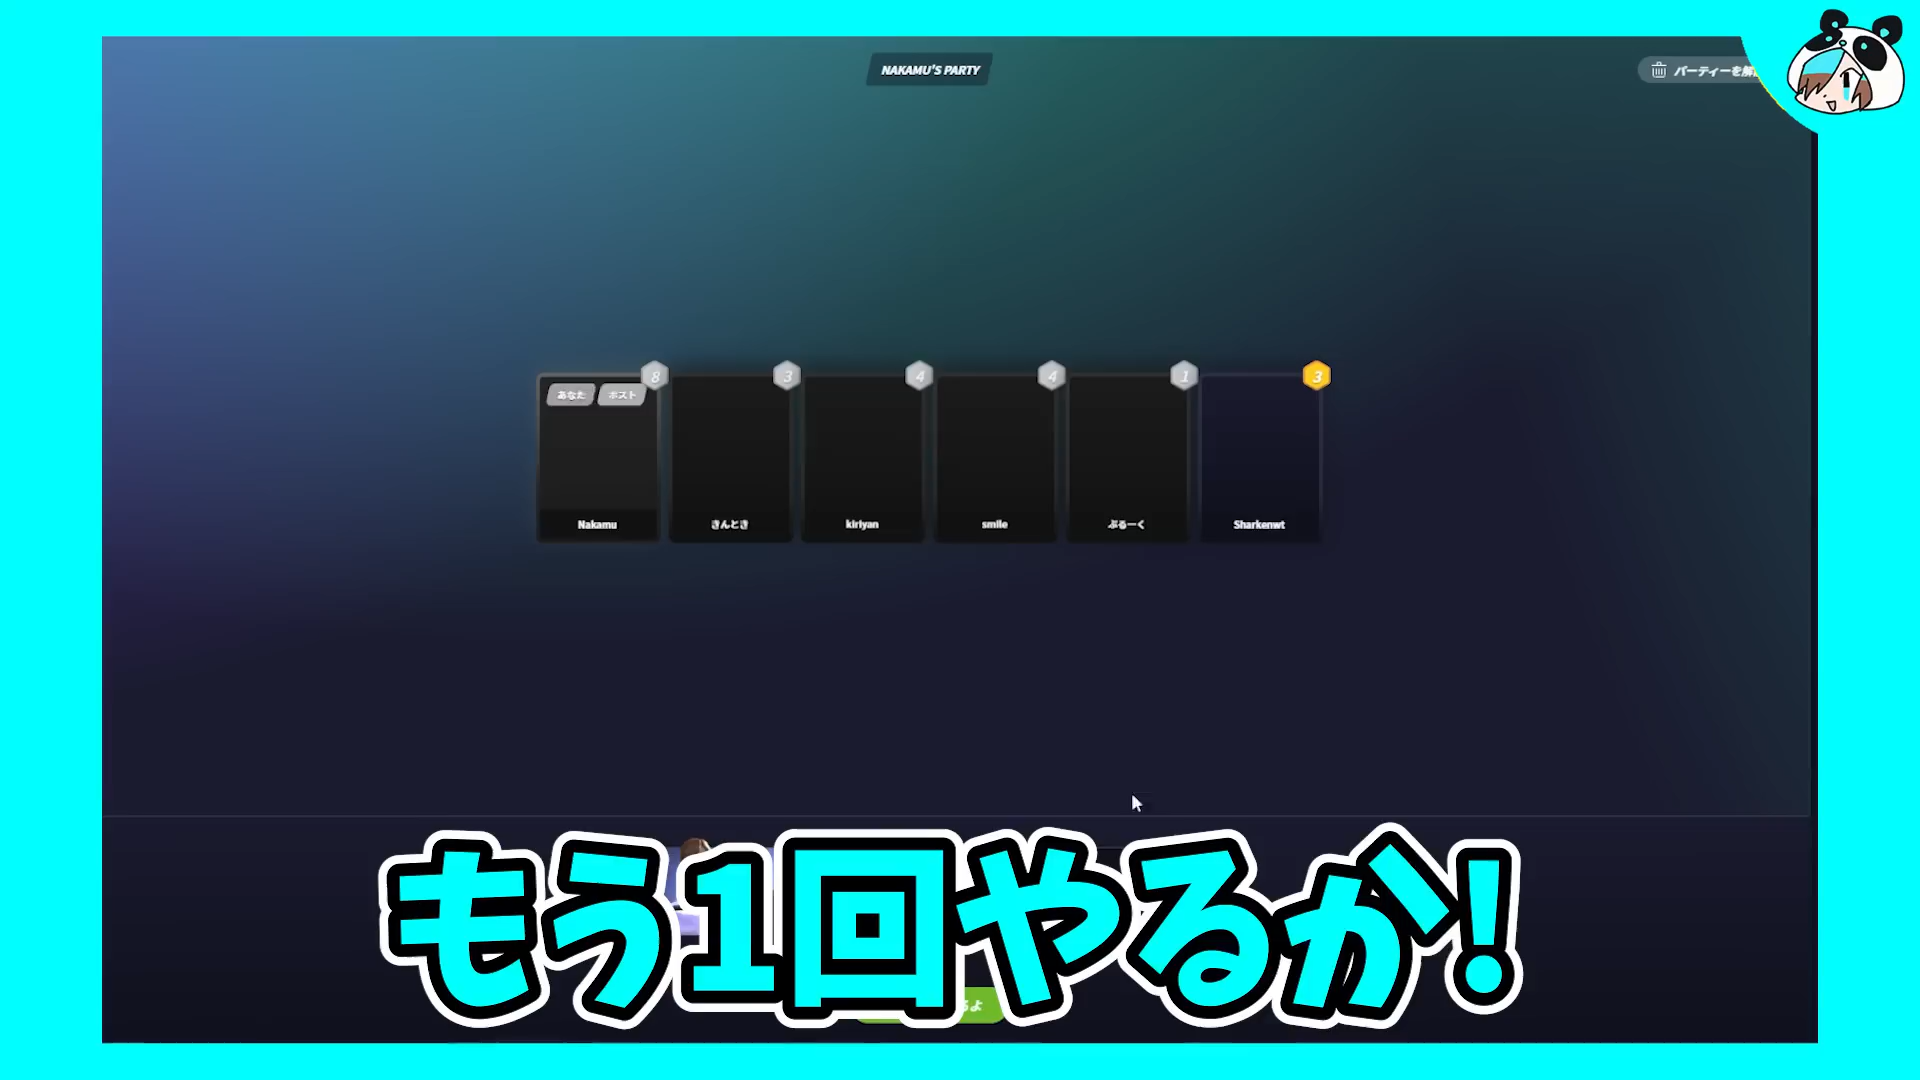 NAKAMU'S PARTY
パーティーを解
8
3
4
4
1
3
あなた
ホスト
Nakamu
きんとき
kiriyan
smile
ぶるーく
Sharkenwt
もう1回やるか!
るよ